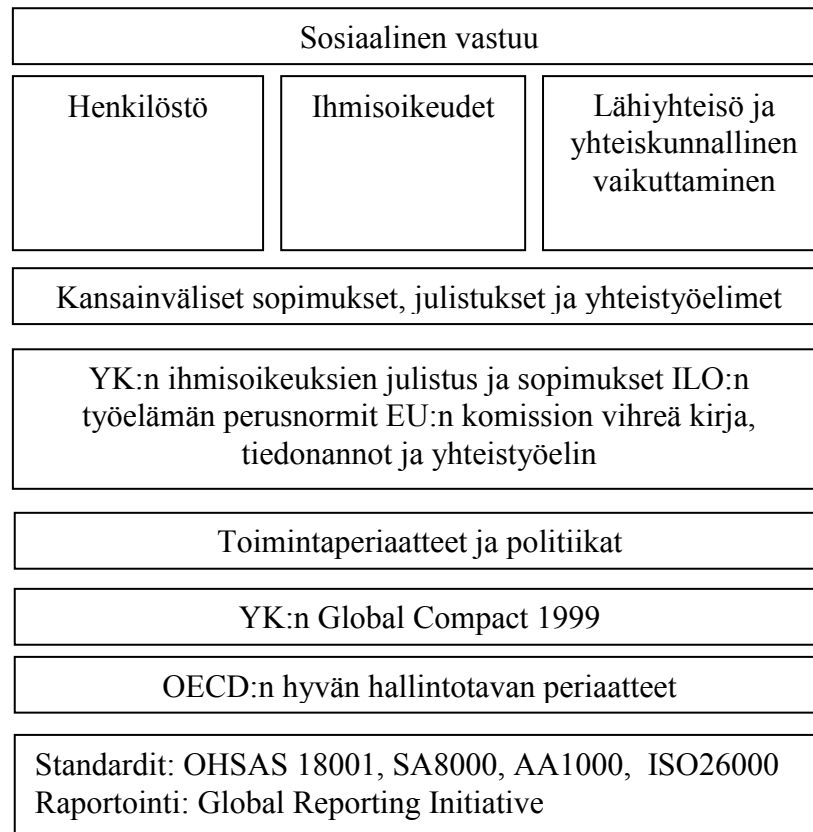 Sosiaalinen vastuu
Henkilöstö
Ihmisoikeudet
Lähiyhteisö ja
yhteiskunnallinen
vaikuttaminen
Kansainväliset sopimukset, julistukset ja yhteistyöelimet
YK:n ihmisoikeuksien julistus ja sopimukset ILO:n
työelämän perusnormit EU:n komission vihreä kirja,
tiedonannot ja yhteistyöelin
Toimintaperiaatteet ja politiikat
YK:n Global Compact 1999
OECD:n hyvän hallintotavan periaatteet
Standardit: OHSAS 18001, SA8000, AA1000, ISO26000
Raportointi: Global Reporting Initiative